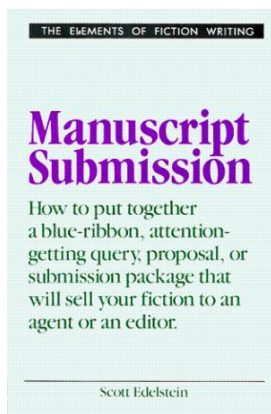 THE ELEMENTS OF FICTION WRITING
Manuscript
Submission
How to put together
a blue-ribbon, attention-
getting query, proposal, or
submission package that
will sell your fiction to an
agent or an editor.
Scott Edelstein